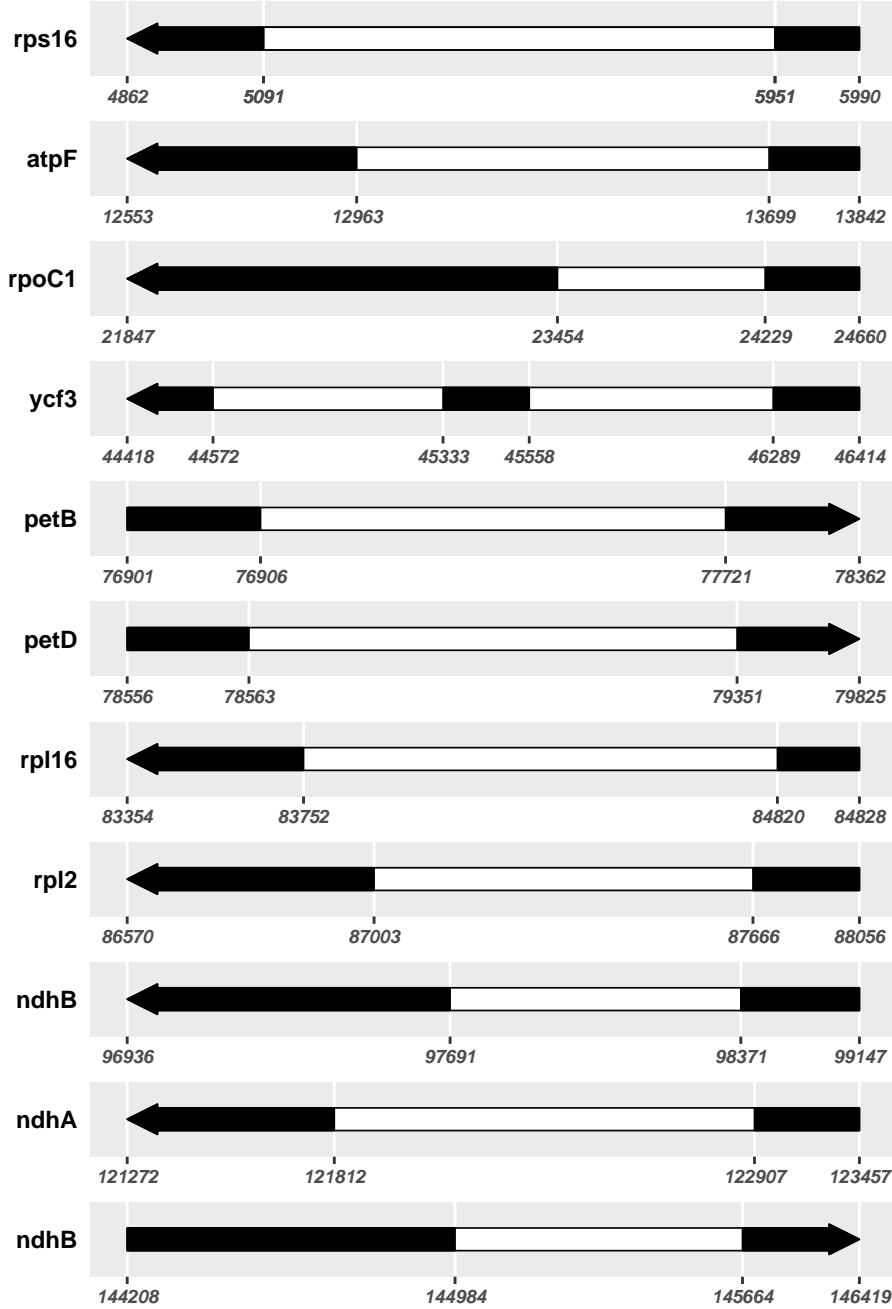 rps16
4862 5091 5951 5990
atpF
12553 12963 13699 13842
rpoC1
21847 23454 24229 24660
ycf3
44418 44572 45333 45558 46289 46414
petB
76901 76906 77721 78362
petD
78556 78563 79351 79825
rpl16
83354 83752 84820 84828
rpl2
86570 87003 87666 88056
ndhB
96936 97691 98371 99147
ndhA
121272 121812 122907 123457
ndhB
144208 144984 145664 146419